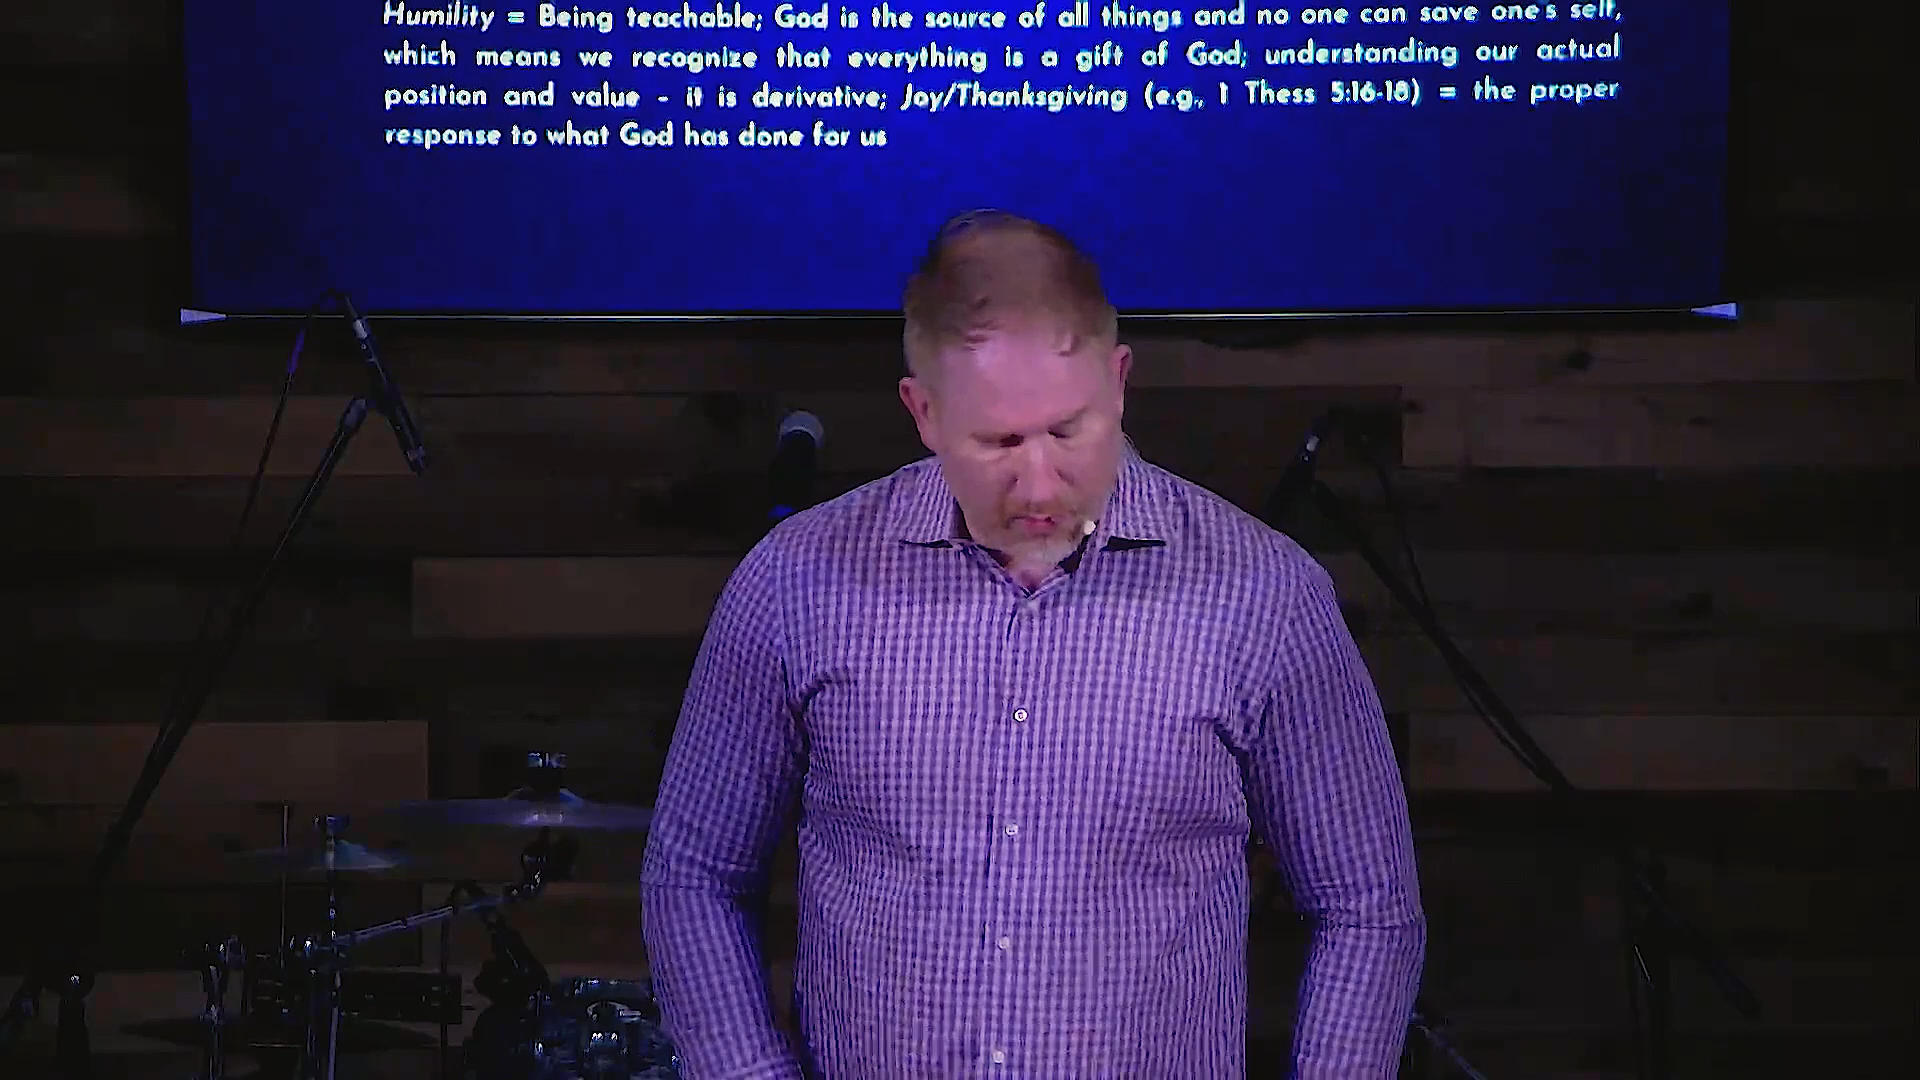 Humility = Being teachable; God is the source of all things and no one can save one's self,
which means we recognize that everything is a gift of God; understanding our actual
position and value - it is derivative; Joy/Thanksgiving (e.g., 1 Thess 5:16-18) = the proper
response to what God has done for us